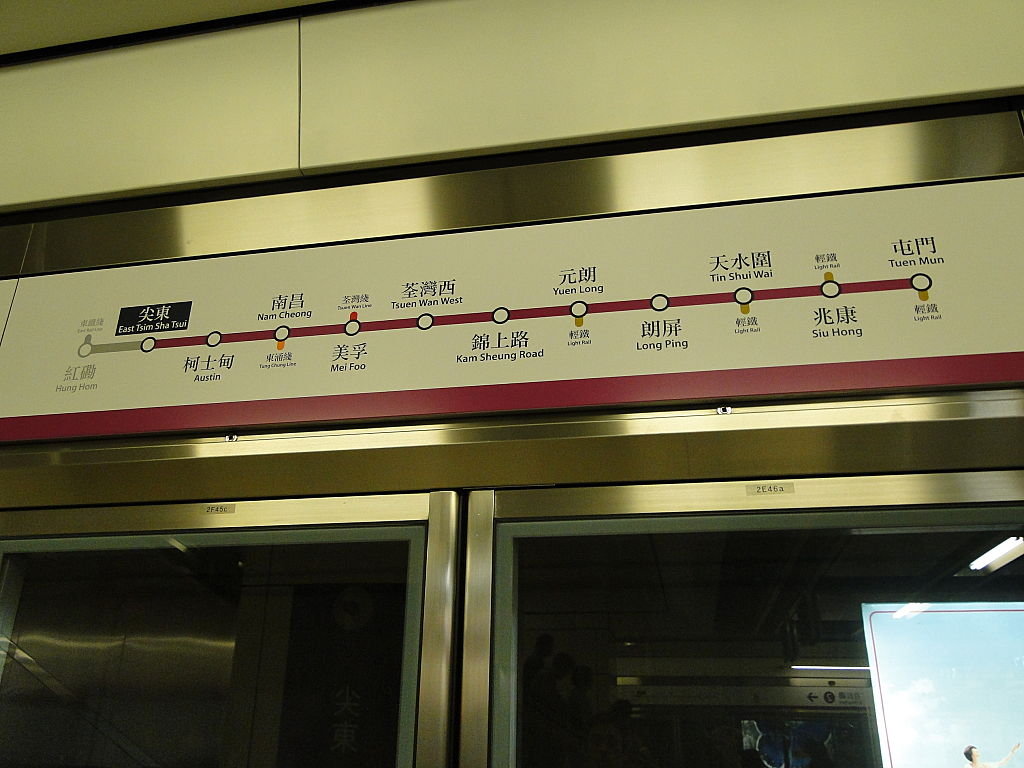 東鐵綫
East Rail Line
紅磡
Hung Hom
尖東
East Tsim Sha Tsui
柯士甸
Austin
南昌
Nam Cheong
東涌綫
Tung Chung Line
荃灣綫
Tsuen Wan Line
美孚
Mei Foo
荃灣西
Tsuen Wan West
錦上路
Kam Sheung Road
元朗
Yuen Long
輕鐵
Light Rail
朗屏
Long Ping
天水圍
Tin Shui Wai
輕鐵
Light Rail
輕鐵
Light Rail
兆康
Siu Hong
屯門
Tuen Mun
輕鐵
Light Rail
2F45c
2E46a
尖東